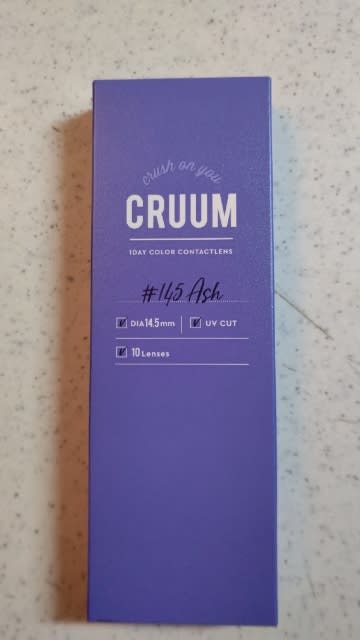 crush on you
CRUUM
1DAY COLOR CONTACTLENS
#145 Ash
DIA14.5mm | UV CUT
10 Lenses